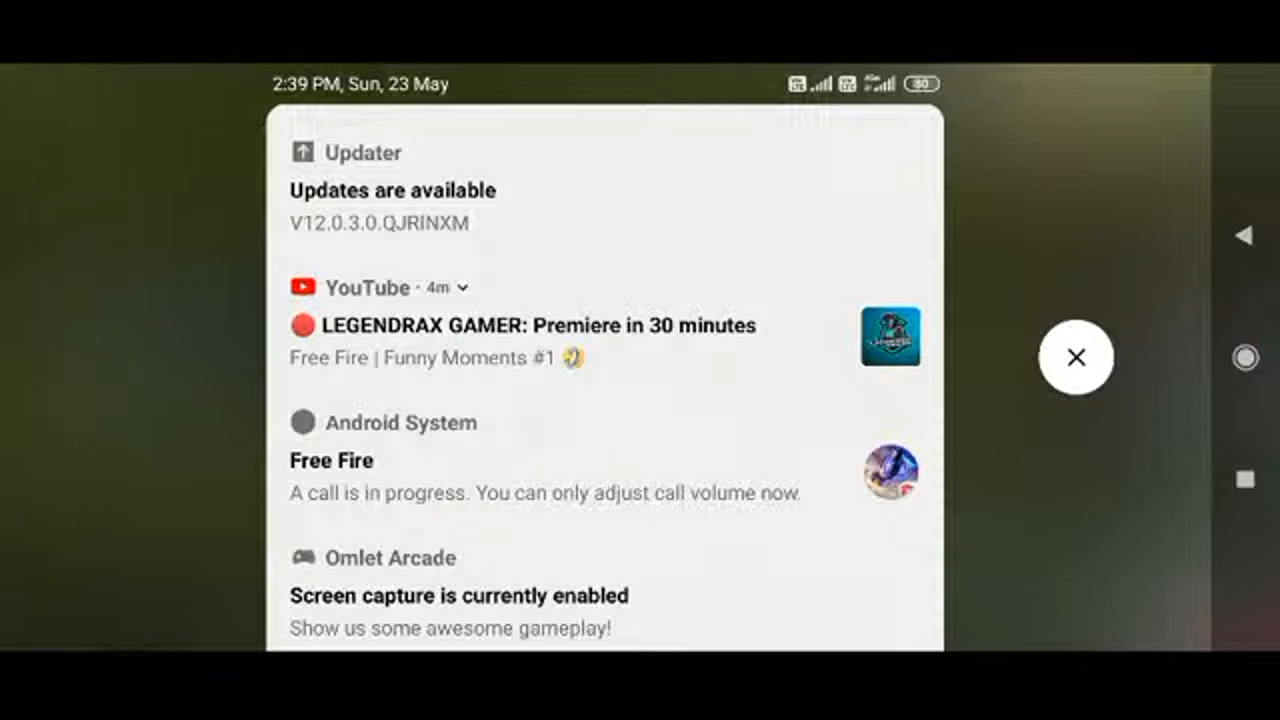 2:39 PM, Sun, 23 May
80
Updater
Updates are available
V12.0.3.0.QJRINXM
YouTube · 4m
🔴 LEGENDRAX GAMER: Premiere in 30 minutes
Free Fire | Funny Moments #1 🤣
Android System
Free Fire
A call is in progress. You can only adjust call volume now.
Omlet Arcade
Screen capture is currently enabled
Show us some awesome gameplay!